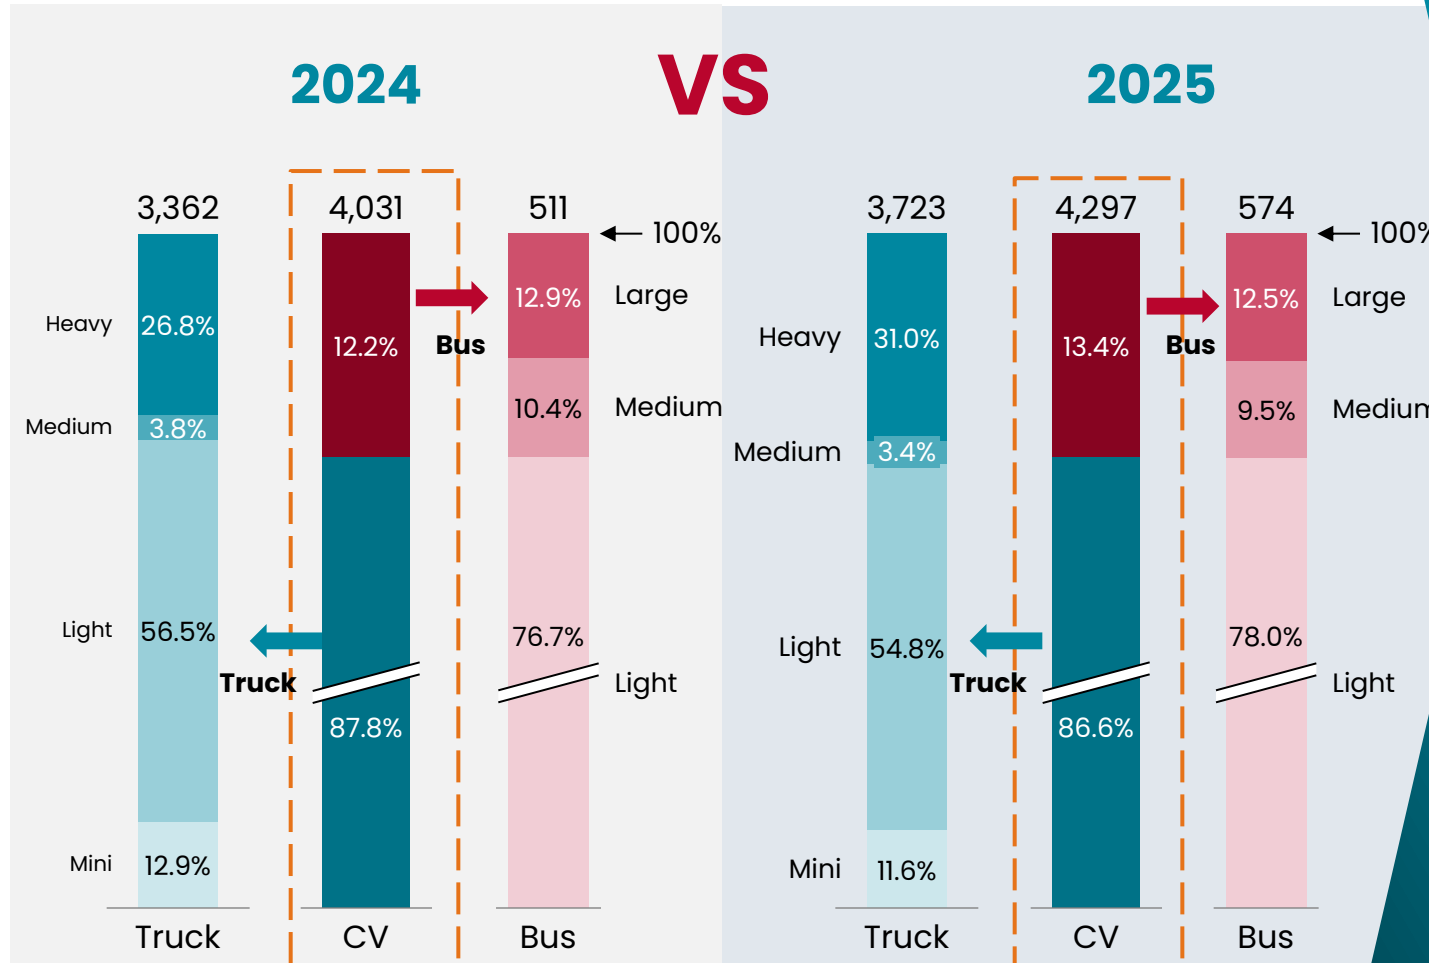 2024
VS
2025
3,362
4,031
511
100%
Heavy
26.8%
12.2%
Bus
12.9%
Large
Medium
3.8%
10.4%
Medium
Light
56.5%
Truck
87.8%
76.7%
Light
Mini
12.9%
Truck
CV
Bus
3,723
4,297
574
100%
Heavy
31.0%
13.4%
Bus
12.5%
Large
Medium
3.4%
9.5%
Medium
Light
54.8%
Truck
86.6%
78.0%
Light
Mini
11.6%
Truck
CV
Bus